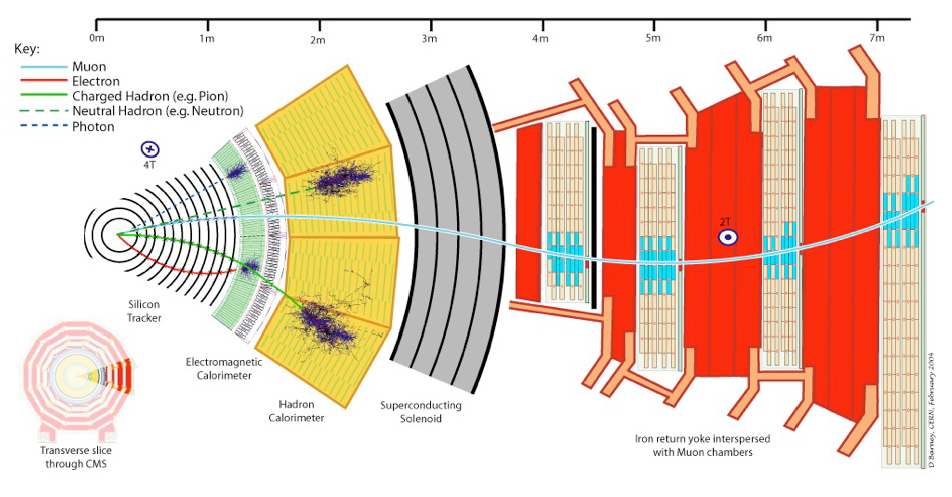 0m 1m 2m 3m 4m 5m 6m 7m
Key:
Muon
Electron
Charged Hadron (e.g. Pion)
Neutral Hadron (e.g. Neutron)
Photon
4T
2T
Silicon
Tracker
Electromagnetic
Calorimeter
Hadron
Calorimeter
Superconducting
Solenoid
Iron return yoke interspersed
with Muon chambers
Transverse slice
through CMS
D. Barney, CERN, February 2004